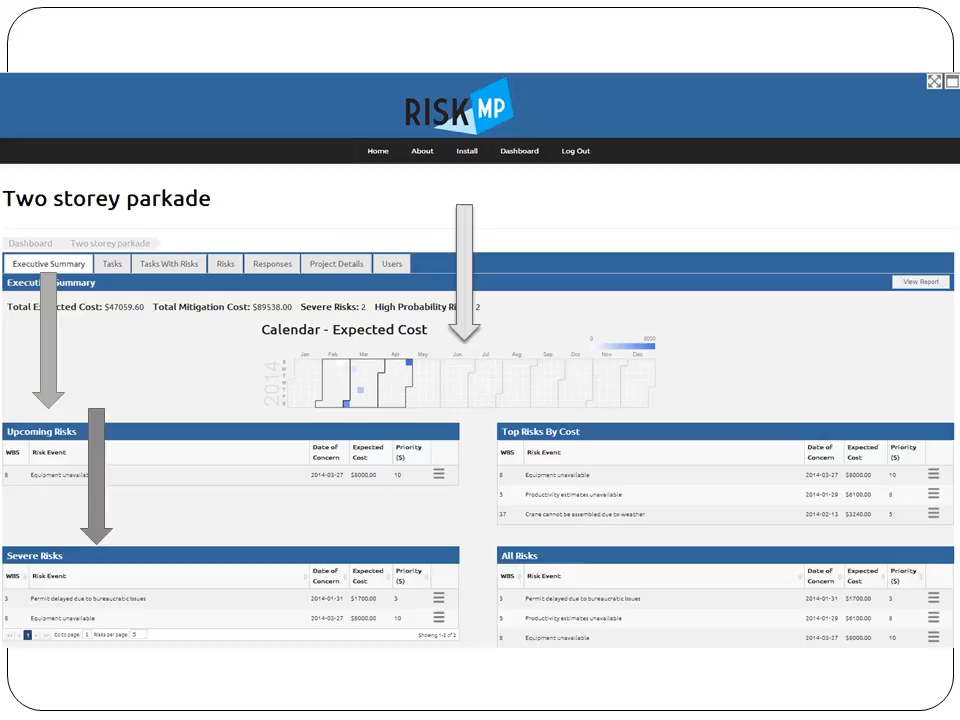 RISK MP
Home About Install Dashboard Log Out
Two storey parkade
Dashboard Two storey parkade
Executive Summary Tasks Tasks With Risks Risks Responses Project Details Users
View Report
Total Cost: $47059.60 Total Mitigation Cost: $89538.00 Severe Risks: 2 High Probability 2
Calendar - Expected Cost
0
Jan Feb Mar Apr May Jun Jul Aug Sep Oct Nov Dec
2014
S M T W T F S
Upcoming Risks
WBS Risk Event Date of Concern Expected Cost Priority (S)
8 Equipment 2014-03-27 $8000.00 10
Top Risks By Cost
WBS Risk Event Date of Concern Expected Cost Priority (S)
8 Equipment unavailable 2014-03-27 $8000.00 10
5 Productivity estimates unavailable 2014-01-29 $6100.00 8
37 Crane cannot be assembled due to weather 2014-02-13 $3240.00 5
Severe Risks
WBS Risk Event Date of Concern Expected Cost Priority (S)
3 Permit delayed due to bureaucratic issues 2014-01-31 $1700.00 3
8 Equipment unavailable 2014-03-27 $8000.00 10
1 Go to page: 1 Risks per page: 5 Showing 1-2 of 2
All Risks
WBS Risk Event Date of Concern Expected Cost Priority (S)
3 Permit delayed due to bureaucratic issues 2014-01-31 $1700.00 3
5 Productivity estimates unavailable 2014-01-29 $6100.00 8
8 Equipment unavailable 2014-03-27 $8000.00 10